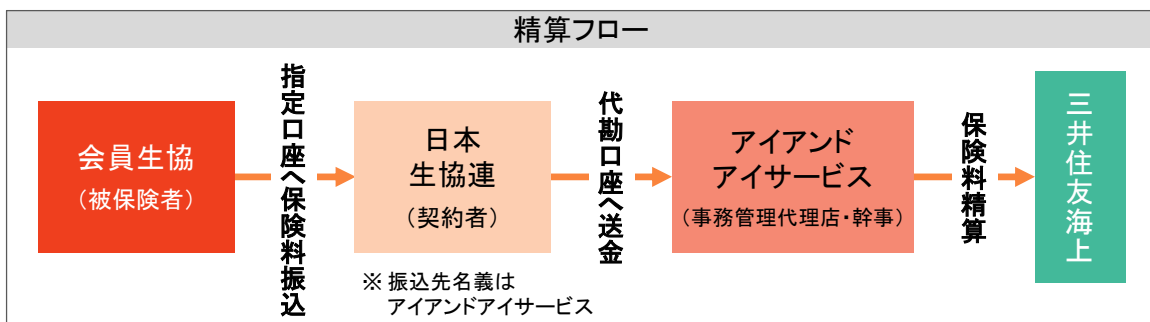 精算フロー
会員生協
(被保険者)
指定口座へ保険料振込
日本
生協連
(契約者)
※ 振込先名義は
アイアンドアイサービス
代勘口座へ送金
アイアンド
アイサービス
(事務管理代理店・幹事)
保険料精算
三井住友海上